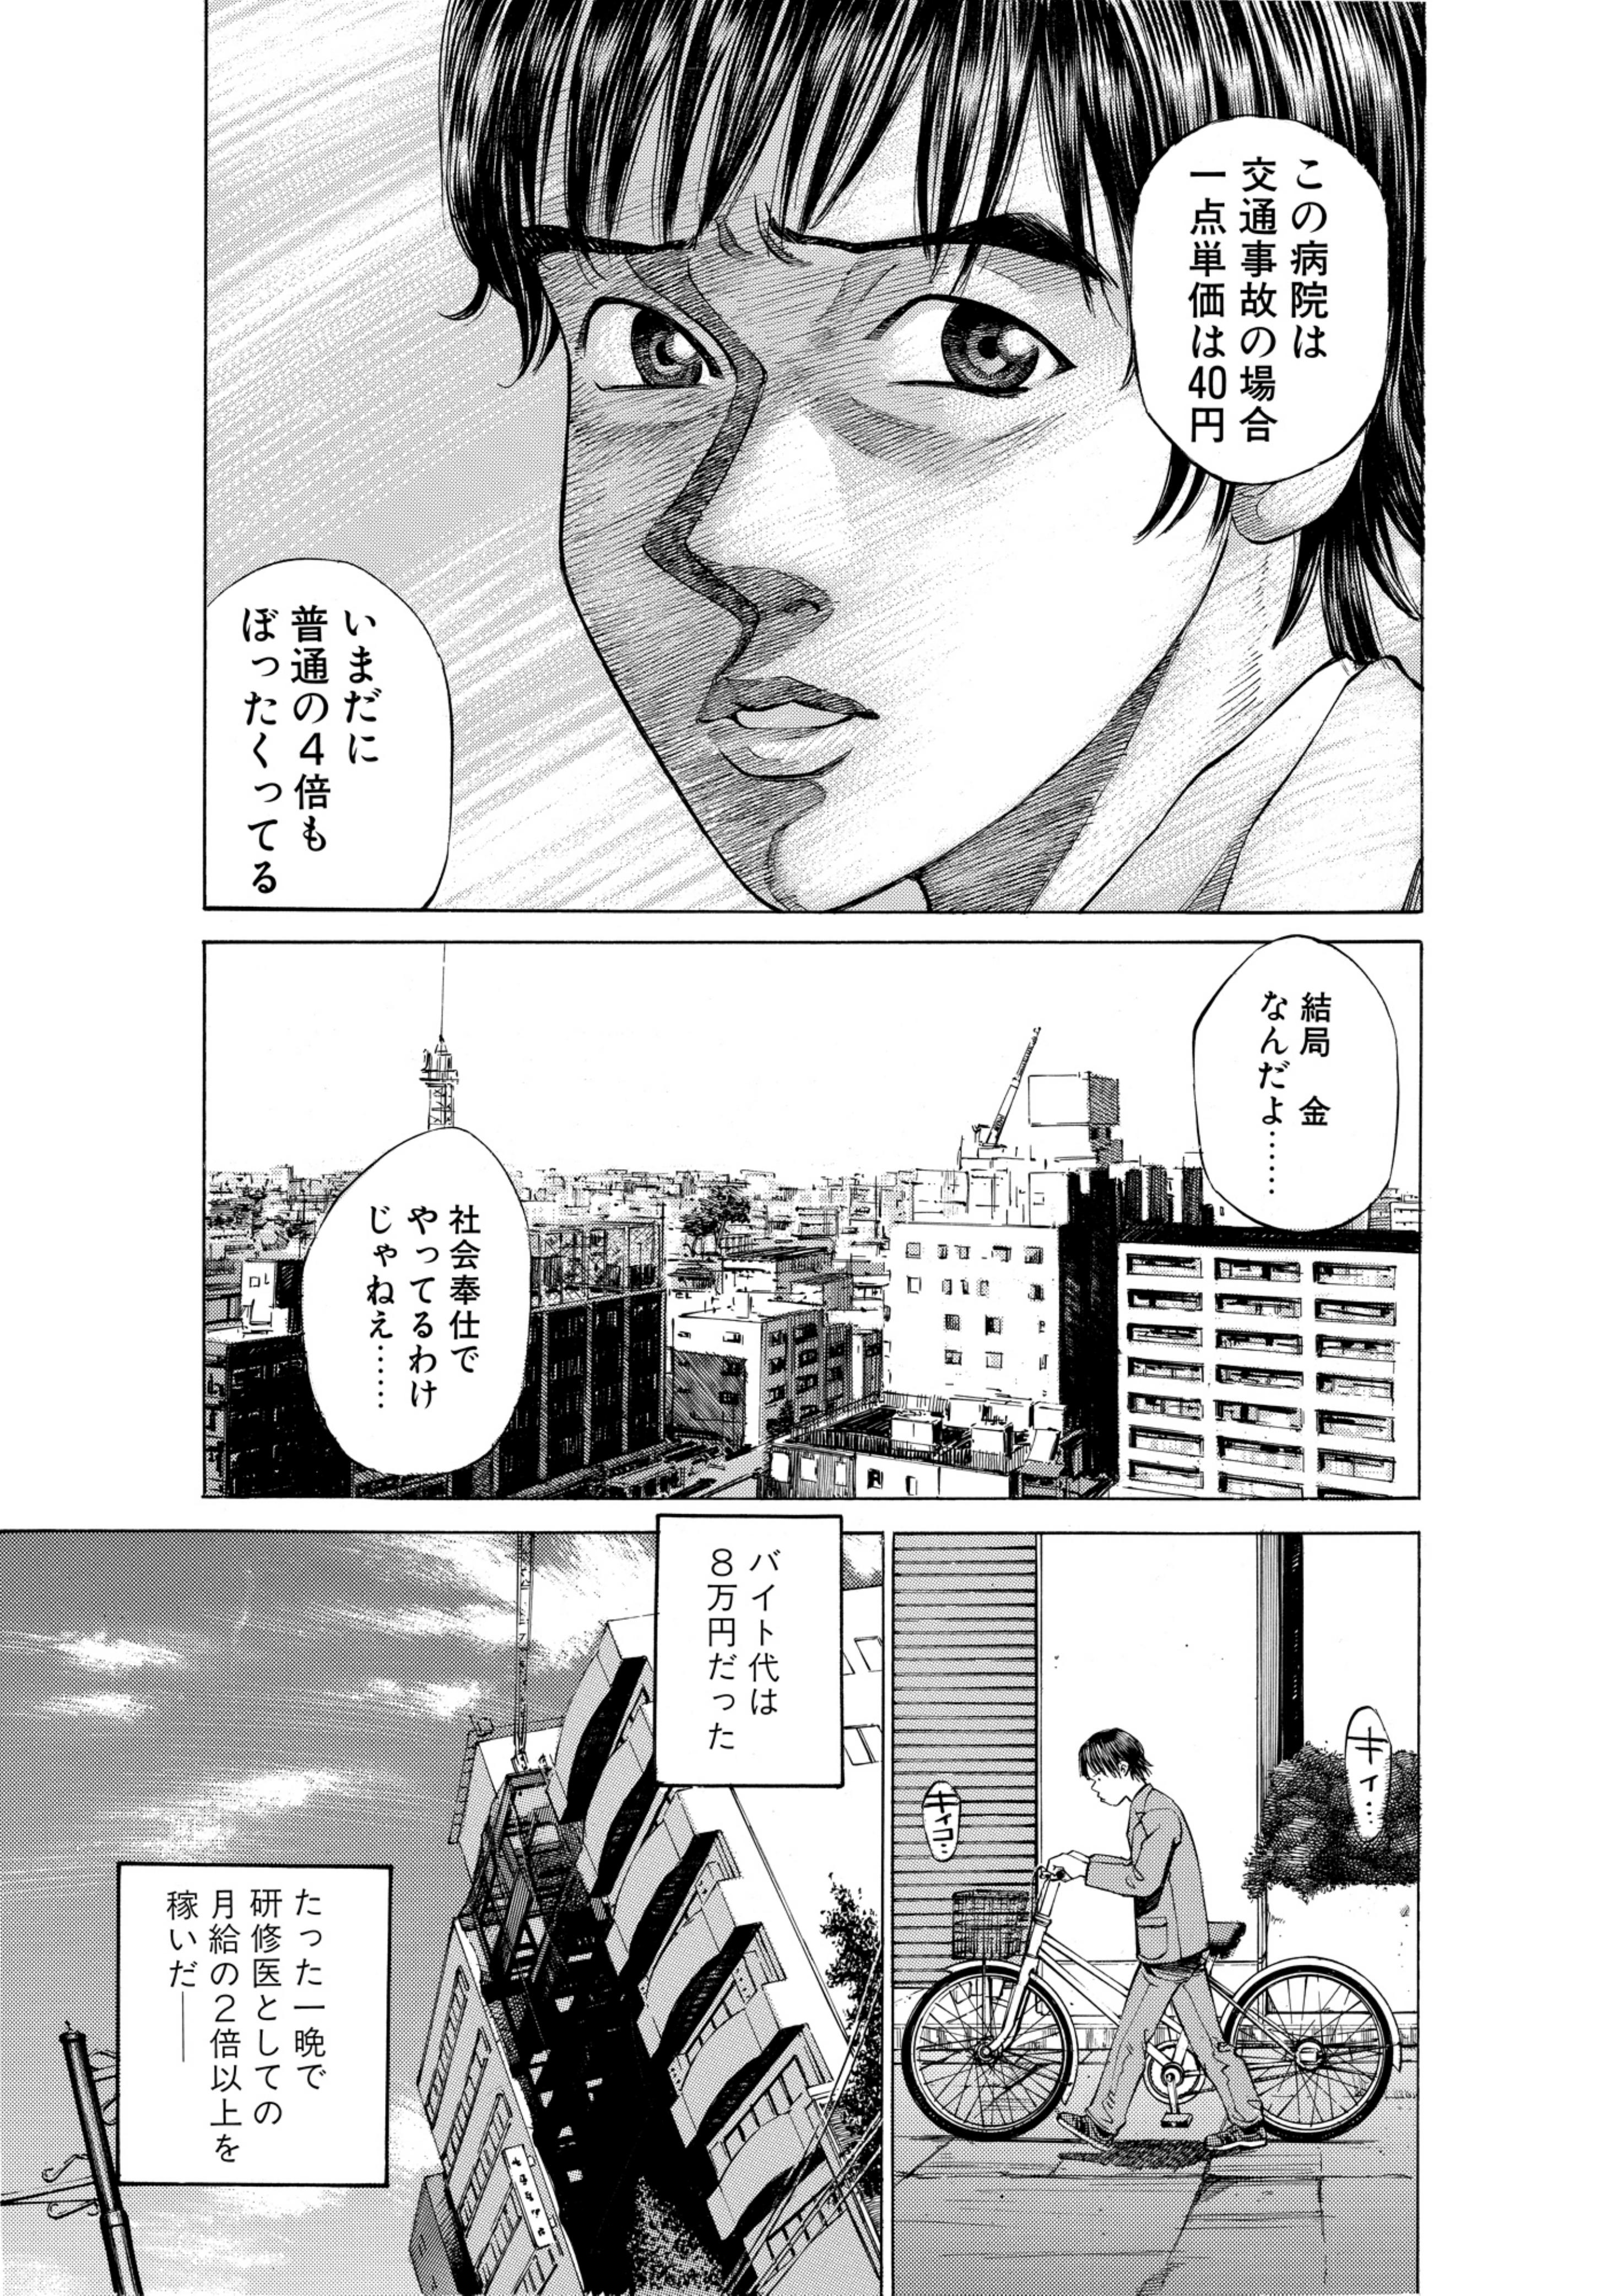 この病院は
交通事故の場合
一点単価は40円
いまだに
普通の4倍も
ぼったくってる
結局 金
なんだよ……
社会奉仕で
やってるわけ
じゃねえ……
キィ…
キィコ…
バイト代は
8万円だった
たった一晩で
研修医としての
月給の2倍以上を
稼いだ――